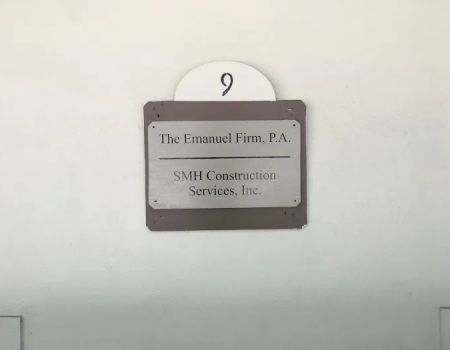 9
The Emanuel Firm, P.A.
SMH Construction
Services, Inc.